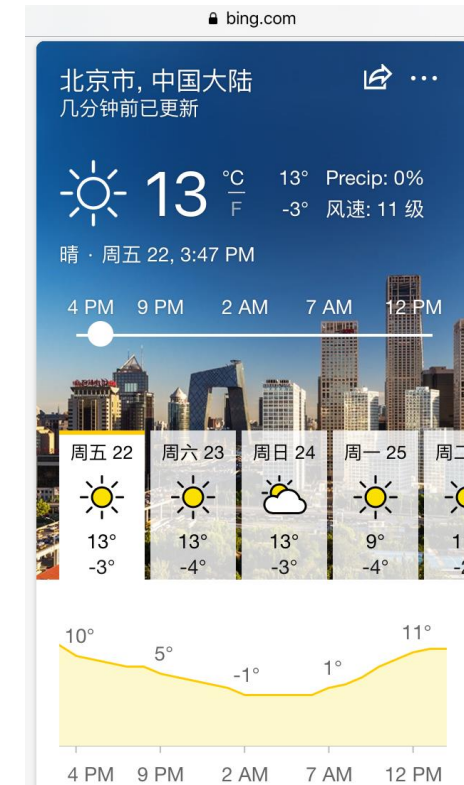 bing.com
北京市, 中国大陆
几分钟前已更新
13 °C F 13° Precip: 0%
-3° 风速: 11 级
晴 · 周五 22, 3:47 PM
4 PM 9 PM 2 AM 7 AM 12 PM
周五 22 周六 23 周日 24 周一 25 周二
13° 13° 13° 9° 1
-3° -4° -3° -4° -2
10° 5° -1° 1° 11°
4 PM 9 PM 2 AM 7 AM 12 PM